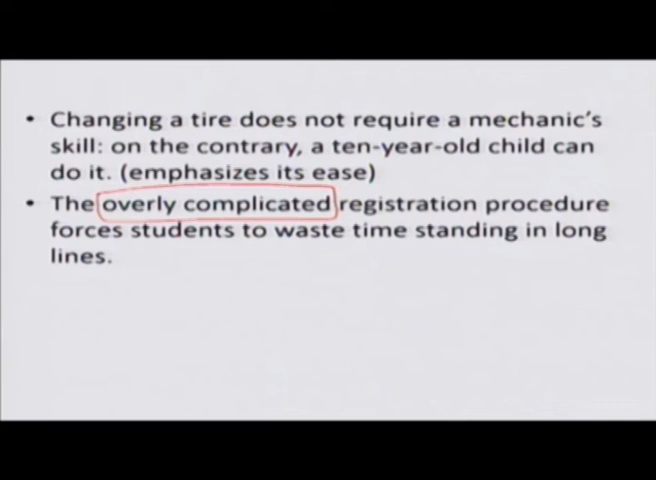 • Changing a tire does not require a mechanic's
skill: on the contrary, a ten-year-old child can
do it. (emphasizes its ease)
• The overly complicated registration procedure
forces students to waste time standing in long
lines.